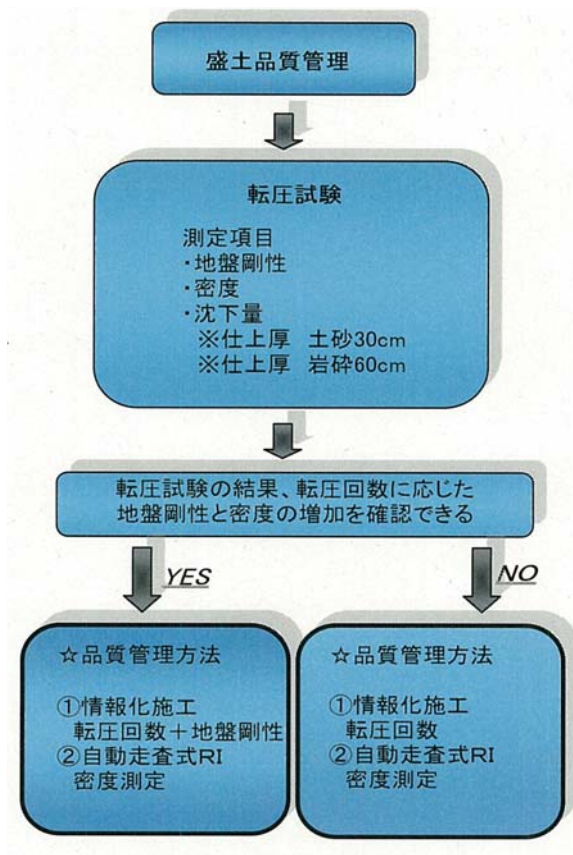 盛土品質管理
転圧試験
測定項目
・地盤剛性
・密度
・沈下量
※仕上厚 土砂30cm
※仕上厚 岩砕60cm
転圧試験の結果、転圧回数に応じた
地盤剛性と密度の増加を確認できる
YES
NO
☆品質管理方法
①情報化施工
転圧回数＋地盤剛性
②自動走査式RI
密度測定
☆品質管理方法
①情報化施工
転圧回数
②自動走査式RI
密度測定